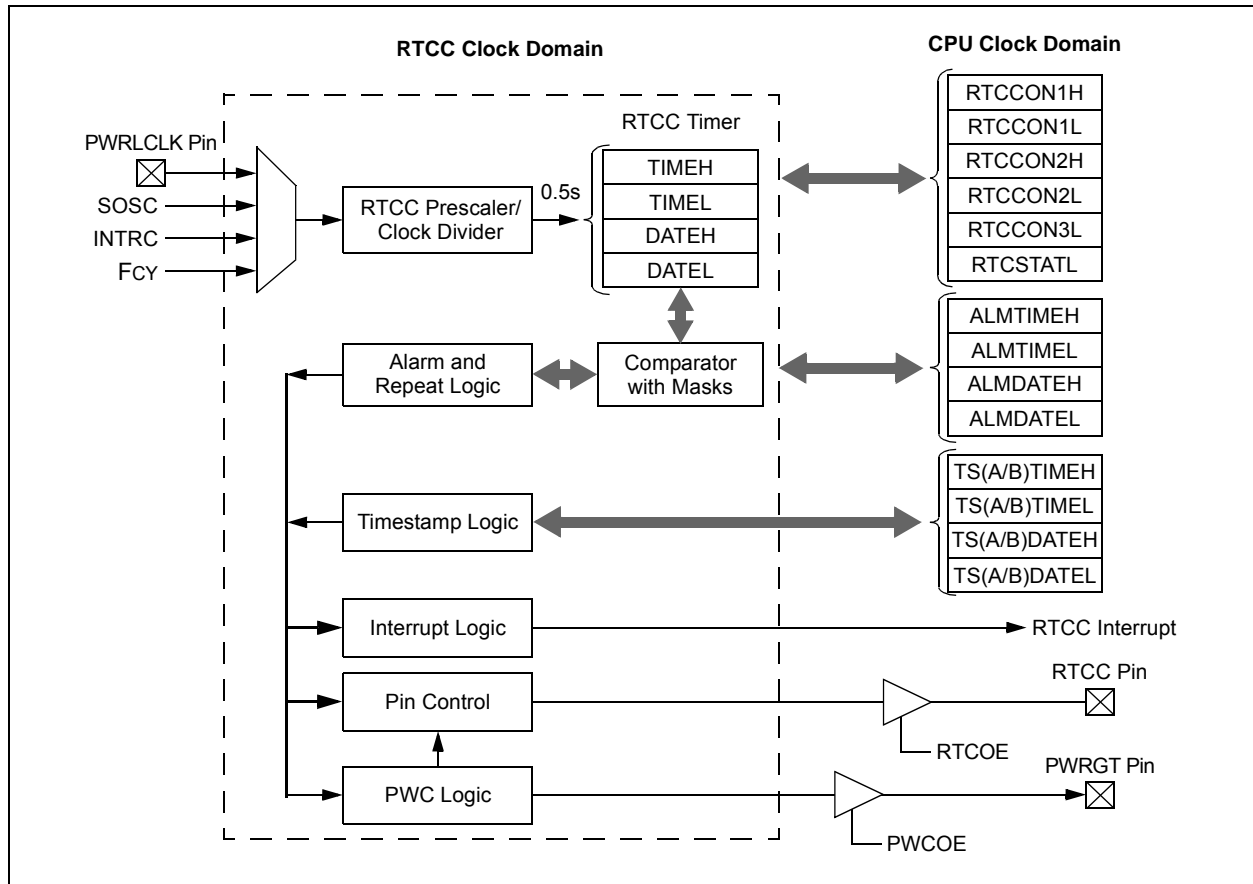 RTCC Clock Domain
CPU Clock Domain
PWRLCLK Pin
SOSC
INTRC
FCY
RTCC Prescaler/
Clock Divider
0.5s
RTCC Timer
TIMEH
TIMEL
DATEH
DATEL
RTCCON1H
RTCCON1L
RTCCON2H
RTCCON2L
RTCCON3L
RTCSTATL
Alarm and
Repeat Logic
Comparator
with Masks
ALMTIMEH
ALMTIMEL
ALMDATEH
ALMDATEL
Timestamp Logic
TS(A/B)TIMEH
TS(A/B)TIMEL
TS(A/B)DATEH
TS(A/B)DATEL
Interrupt Logic
RTCC Interrupt
Pin Control
RTCC Pin
RTCOE
PWC Logic
PWRGT Pin
PWCOE